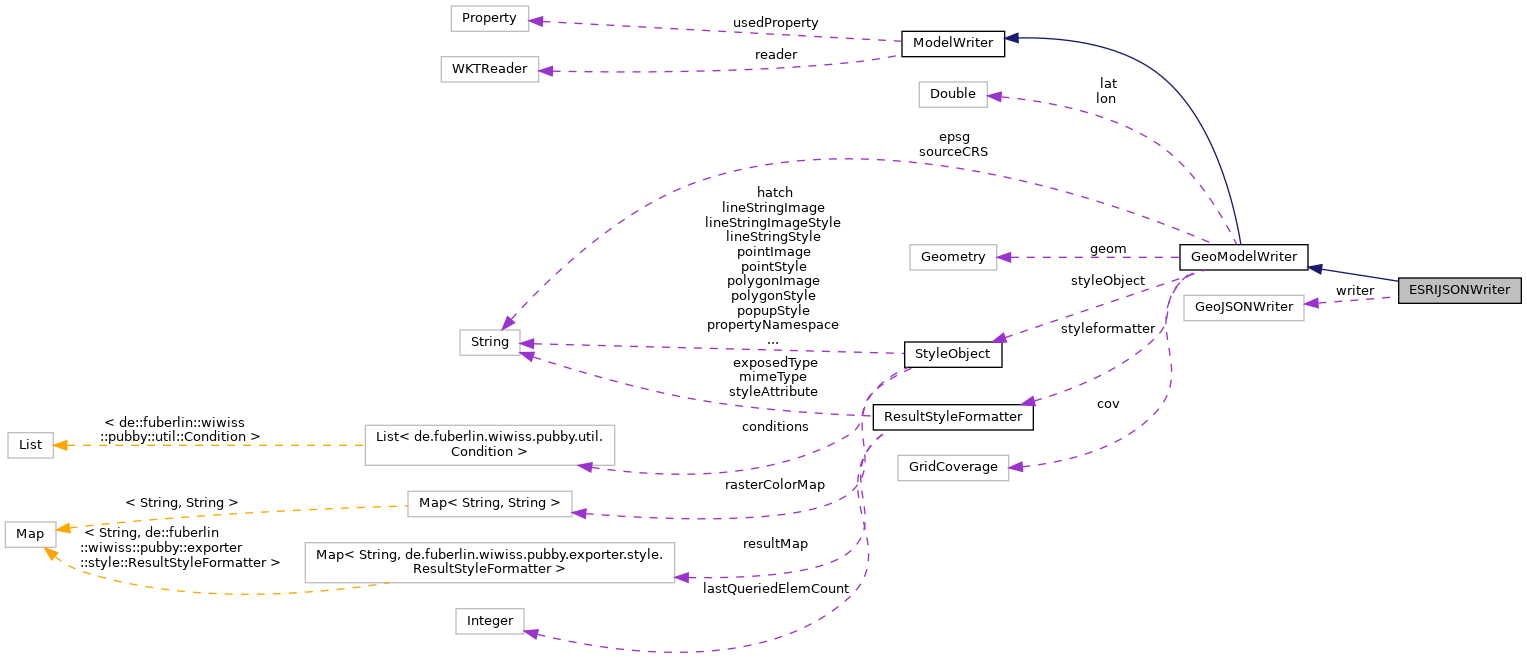 Property
usedProperty
ModelWriter
reader
WKTReader
Double
lat
lon
epsg
sourceCRS
hatch
lineStringImage
lineStringImageStyle
lineStringStyle
pointImage
pointStyle
polygonImage
polygonStyle
popupStyle
propertyNamespace
...
Geometry
geom
GeoModelWriter
styleObject
ESRIJSONWriter
writer
GeoJSONWriter
styleformatter
String
StyleObject
exposedType
mimeType
styleAttribute
cov
ResultStyleFormatter
< de::fuberlin::wiwiss
::pubby::util::Condition >
List
List< de.fuberlin.wiwiss.pubby.util.
Condition >
conditions
GridCoverage
rasterColorMap
< String, String >
Map< String, String >
Map
< String, de::fuberlin
::wiwiss::pubby::exporter
::style::ResultStyleFormatter >
Map< String, de.fuberlin.wiwiss.pubby.exporter.style.
ResultStyleFormatter >
resultMap
lastQueriedElemCount
Integer